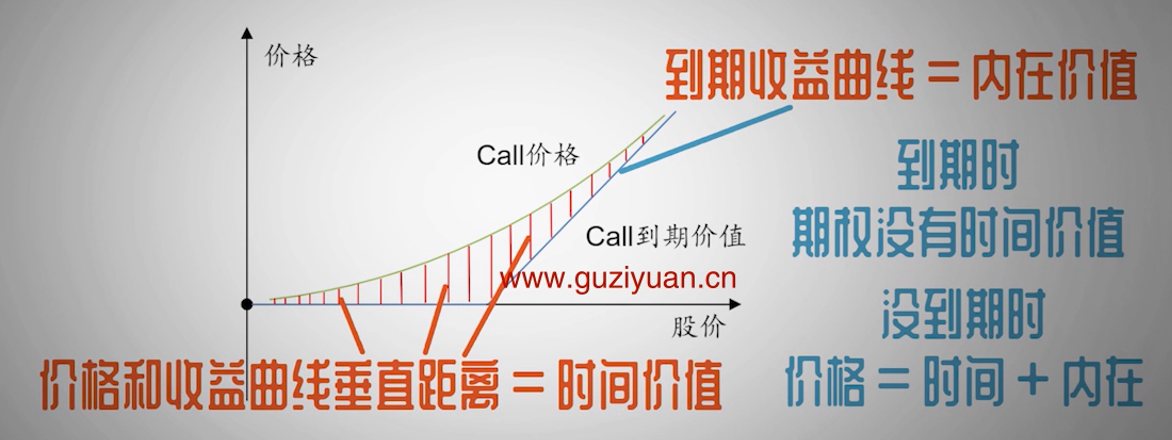 价格
到期收益曲线 = 内在价值
Call价格
到期时
期权没有时间价值
Call到期价值
www.guziyuan.cn
股价
没到期时
价格 = 时间 + 内在
价格和收益曲线垂直距离 = 时间价值